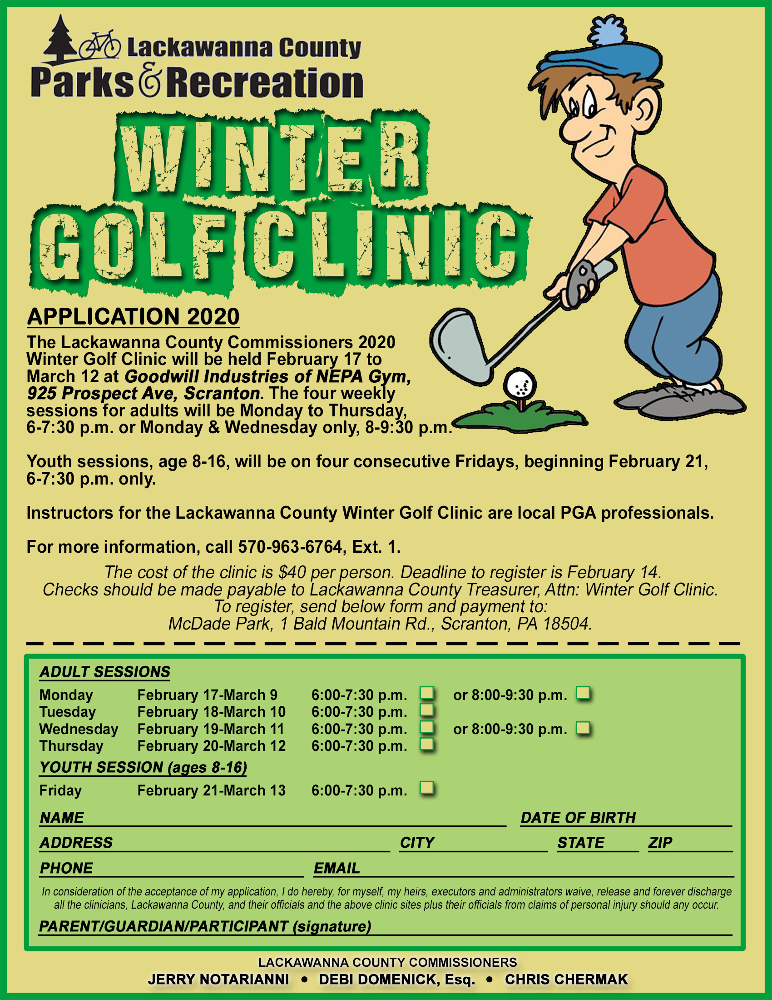 Lackawanna County
Parks & Recreation
WINTER
GOLF CLINIC
APPLICATION 2020
The Lackawanna County Commissioners 2020
Winter Golf Clinic will be held February 17 to
March 12 at Goodwill Industries of NEPA Gym,
925 Prospect Ave, Scranton. The four weekly
sessions for adults will be Monday to Thursday,
6-7:30 p.m. or Monday & Wednesday only, 8-9:30 p.m.
Youth sessions, age 8-16, will be on four consecutive Fridays, beginning February 21,
6-7:30 p.m. only.
Instructors for the Lackawanna County Winter Golf Clinic are local PGA professionals.
For more information, call 570-963-6764, Ext. 1.
The cost of the clinic is $40 per person. Deadline to register is February 14.
Checks should be made payable to Lackawanna County Treasurer, Attn: Winter Golf Clinic.
To register, send below form and payment to:
McDade Park, 1 Bald Mountain Rd., Scranton, PA 18504.
ADULT SESSIONS
Monday February 17-March 9 6:00-7:30 p.m. or 8:00-9:30 p.m.
Tuesday February 18-March 10 6:00-7:30 p.m.
Wednesday February 19-March 11 6:00-7:30 p.m. or 8:00-9:30 p.m.
Thursday February 20-March 12 6:00-7:30 p.m.
YOUTH SESSION (ages 8-16)
Friday February 21-March 13 6:00-7:30 p.m.
NAME DATE OF BIRTH
ADDRESS CITY STATE ZIP
PHONE EMAIL
In consideration of the acceptance of my application, I do hereby, for myself, my heirs, executors and administrators waive, release and forever discharge
all the clinicians, Lackawanna County, and their officials and the above clinic sites plus their officials from claims of personal injury should any occur.
PARENT/GUARDIAN/PARTICIPANT (signature)
LACKAWANNA COUNTY COMMISSIONERS
JERRY NOTARIANNI • DEBI DOMENICK, Esq. • CHRIS CHERMAK